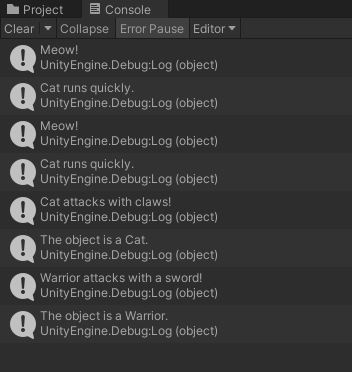 Project Console
Clear Collapse Error Pause Editor
Meow!
UnityEngine.Debug:Log (object)
Cat runs quickly.
UnityEngine.Debug:Log (object)
Meow!
UnityEngine.Debug:Log (object)
Cat runs quickly.
UnityEngine.Debug:Log (object)
Cat attacks with claws!
UnityEngine.Debug:Log (object)
The object is a Cat.
UnityEngine.Debug:Log (object)
Warrior attacks with a sword!
UnityEngine.Debug:Log (object)
The object is a Warrior.
UnityEngine.Debug:Log (object)